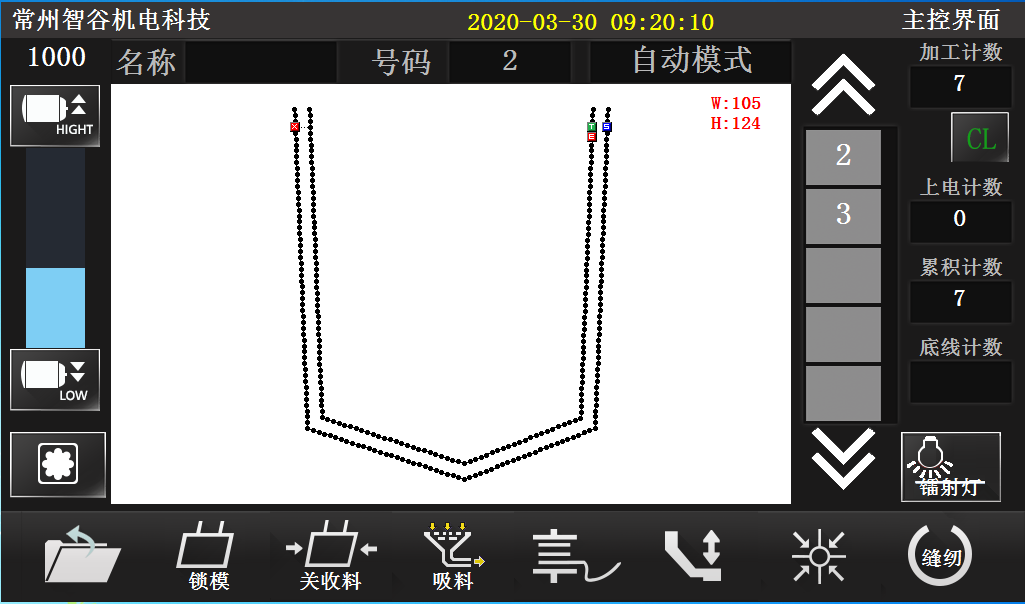 常州智谷机电科技 2020-03-30 09:20:10 主控界面
1000 名称 号码 2 自动模式 加工计数
7
W:105
H:124
HIGHT
CL
2
上电计数
3
0
累积计数
7
底线计数
LOW
镭射灯
锁模 关收料 吸料 缝纫